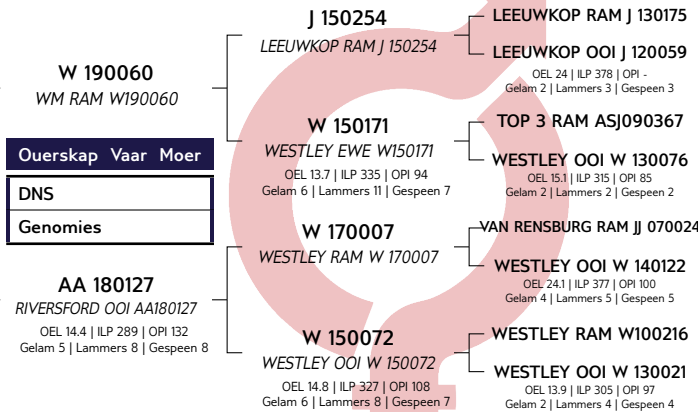 W 190060
WM RAM W190060
Ouerskap Vaar Moer
DNS
Genomies
AA 180127
RIVERSFORD OOI AA180127
OEL 14.4 | ILP 289 | OPI 132
Gelam 5 | Lammers 8 | Gespeen 8
J 150254
LEEUWKOP RAM J 150254
W 150171
WESTLEY EWE W150171
OEL 13.7 | ILP 335 | OPI 94
Gelam 6 | Lammers 11 | Gespeen 7
W 170007
WESTLEY RAM W 170007
W 150072
WESTLEY OOI W 150072
OEL 14.8 | ILP 327 | OPI 108
Gelam 6 | Lammers 8 | Gespeen 7
LEEUWKOP RAM J 130175
LEEUWKOP OOI J 120059
OEL 24 | ILP 378 | OPI -
Gelam 2 | Lammers 3 | Gespeen 3
TOP 3 RAM ASJ090367
WESTLEY OOI W 130076
OEL 15.1 | ILP 315 | OPI 85
Gelam 2 | Lammers 2 | Gespeen 2
VAN RENSBURG RAM JJ 070024
WESTLEY OOI W 140122
OEL 24.1 | ILP 377 | OPI 100
Gelam 4 | Lammers 5 | Gespeen 5
WESTLEY RAM W100216
WESTLEY OOI W 130021
OEL 13.9 | ILP 305 | OPI 97
Gelam 2 | Lammers 4 | Gespeen 4